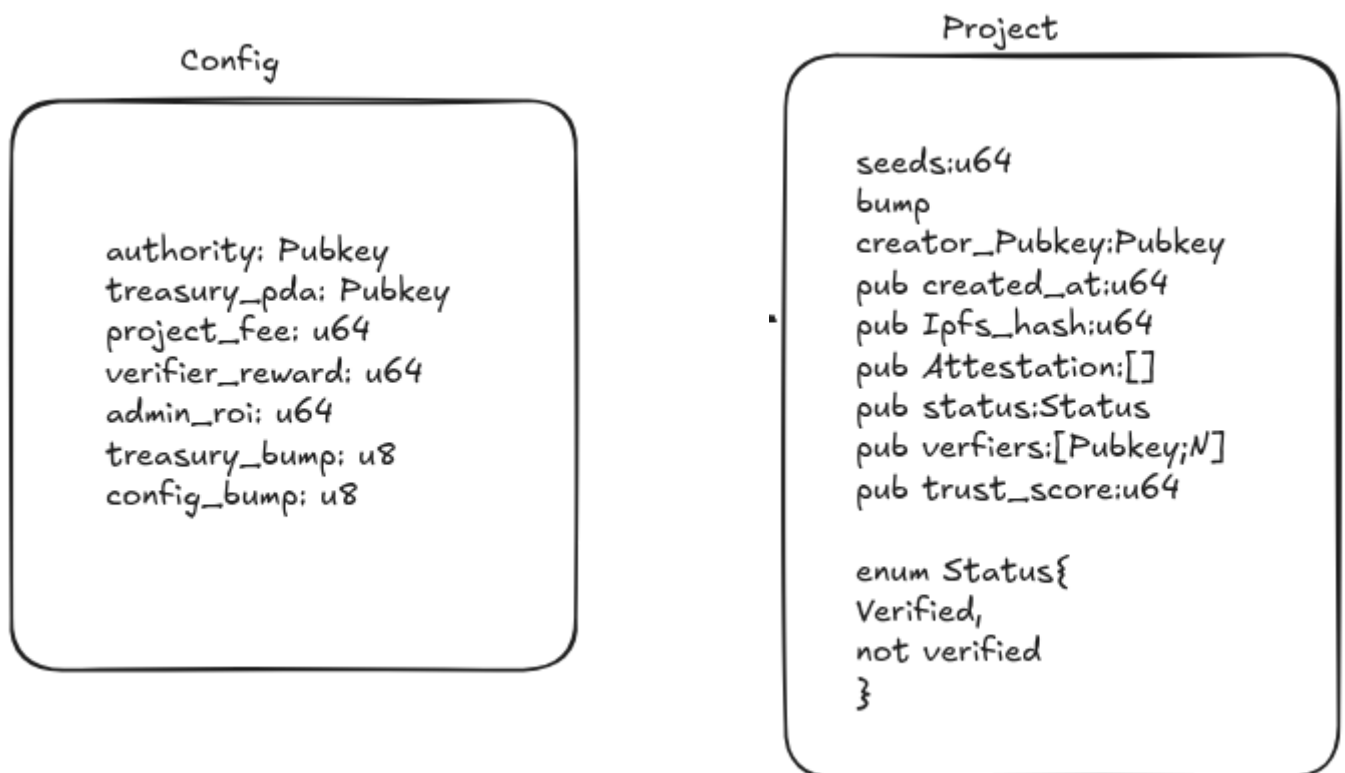 Config
authority: Pubkey
treasury_pda: Pubkey
project_fee: u64
verifier_reward: u64
admin_roi: u64
treasury_bump: u8
config_bump: u8
Project
seeds:u64
bump
creator_Pubkey:Pubkey
pub created_at:u64
pub Ipfs_hash:u64
pub Attestation:[]
pub status:Status
pub verfiers:[Pubkey;N]
pub trust_score:u64
enum Status{
Verified,
not verified
}